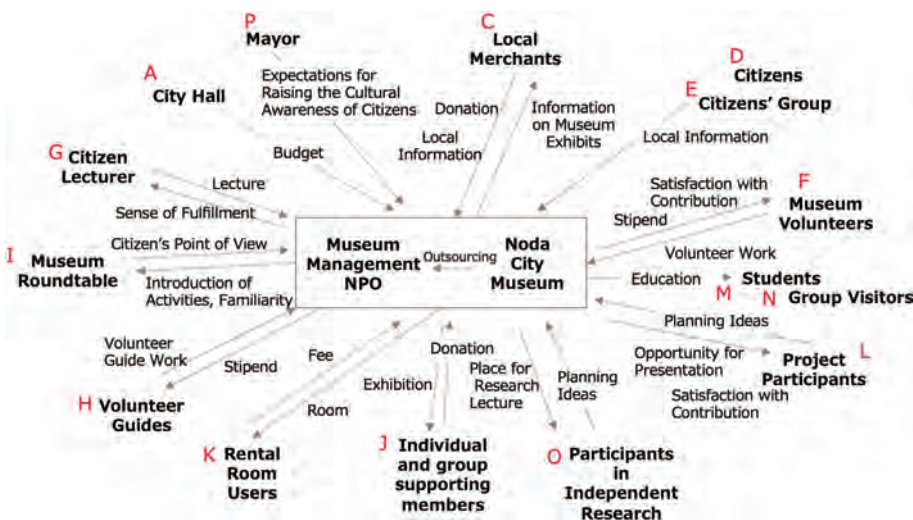 P
Mayor
Expectations for
Raising the Cultural
Awareness of Citizens
A
City Hall
Budget
C
Local
Merchants
Donation
Local
Information
Information
on Museum
Exhibits
D
Citizens
E
Citizens' Group
Local Information
G
Citizen
Lecturer
Lecture
Sense of Fulfillment
F
Museum
Volunteers
Satisfaction with
Contribution
Stipend
Volunteer Work
I
Museum
Roundtable
Citizen's Point of View
Introduction of
Activities, Familiarity
Museum
Management
NPO
Outsourcing
Noda
City
Museum
Education
Students
M
N
Group Visitors
Planning Ideas
Opportunity for
Presentation
Satisfaction with
Contribution
L
Project
Participants
Volunteer
Guide Work
Stipend
H
Volunteer
Guides
Fee
Room
K
Rental
Room
Users
Exhibition
Donation
J
Individual
and group
supporting
members
Place for
Research
Lecture
Planning
Ideas
O
Participants
in
Independent
Research